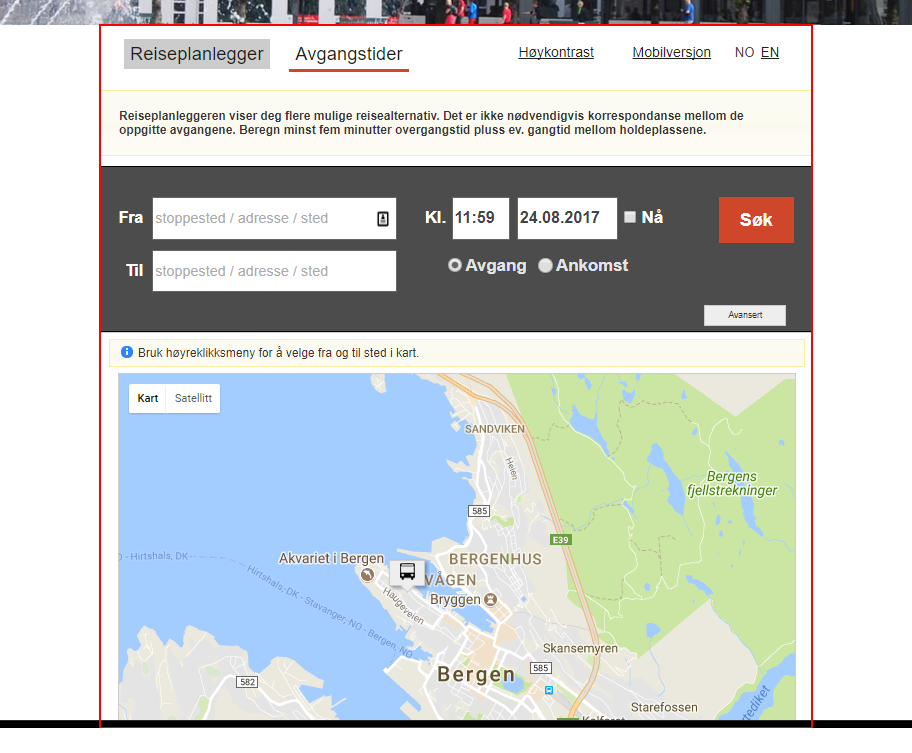 Reiseplanlegger Avgangstider Høykontrast Mobilversjon NO EN
Reiseplanleggeren viser deg flere mulige reisealternativ. Det er ikke nødvendigvis korrespondanse mellom de
oppgitte avgangene. Beregn minst fem minutter overgangstid pluss ev. gangtid mellom holdeplassene.
Fra stoppested / adresse / sted Kl. 11:59 24.08.2017 Nå Søk
Til stoppested / adresse / sted Avgang Ankomst
Avansert
Bruk høyreklikksmeny for å velge fra og til sted i kart.
Kart Satellitt
SANDVIKEN
Heien
Bergens
fjellstrekninger
585
E39
D - Hirtshals, DK
Akvariet i Bergen
BERGENHUS
Hirtshals, DK - Stavanger, NO - Bergen, NO
VÅGEN
Haugeveien
Bryggen
Skansemyren
Bergen
585
582
Starefossen